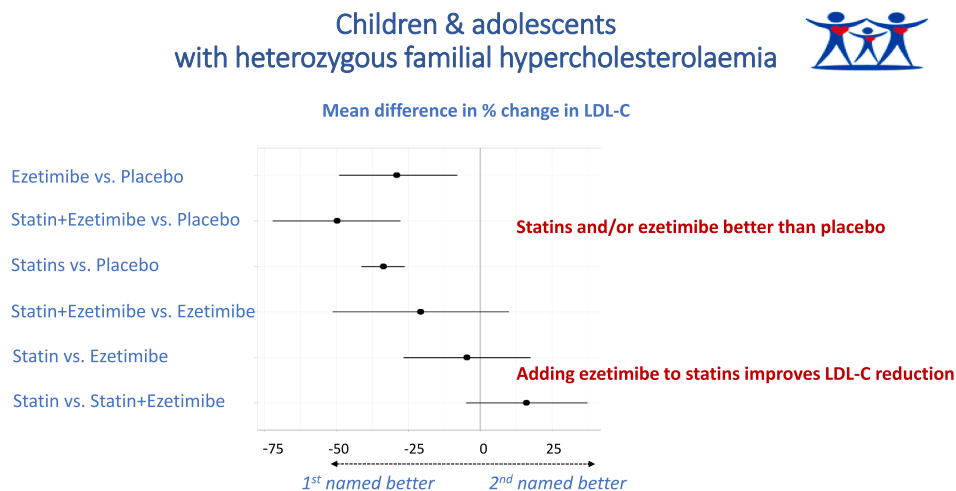 Children & adolescents
with heterozygous familial hypercholesterolaemia
Mean difference in % change in LDL-C
Ezetimibe vs. Placebo
Statin+Ezetimibe vs. Placebo
Statins and/or ezetimibe better than placebo
Statins vs. Placebo
Statin+Ezetimibe vs. Ezetimibe
Statin vs. Ezetimibe
Adding ezetimibe to statins improves LDL-C reduction
Statin vs. Statin+Ezetimibe
-75 -50 -25 0 25
1st named better 2nd named better